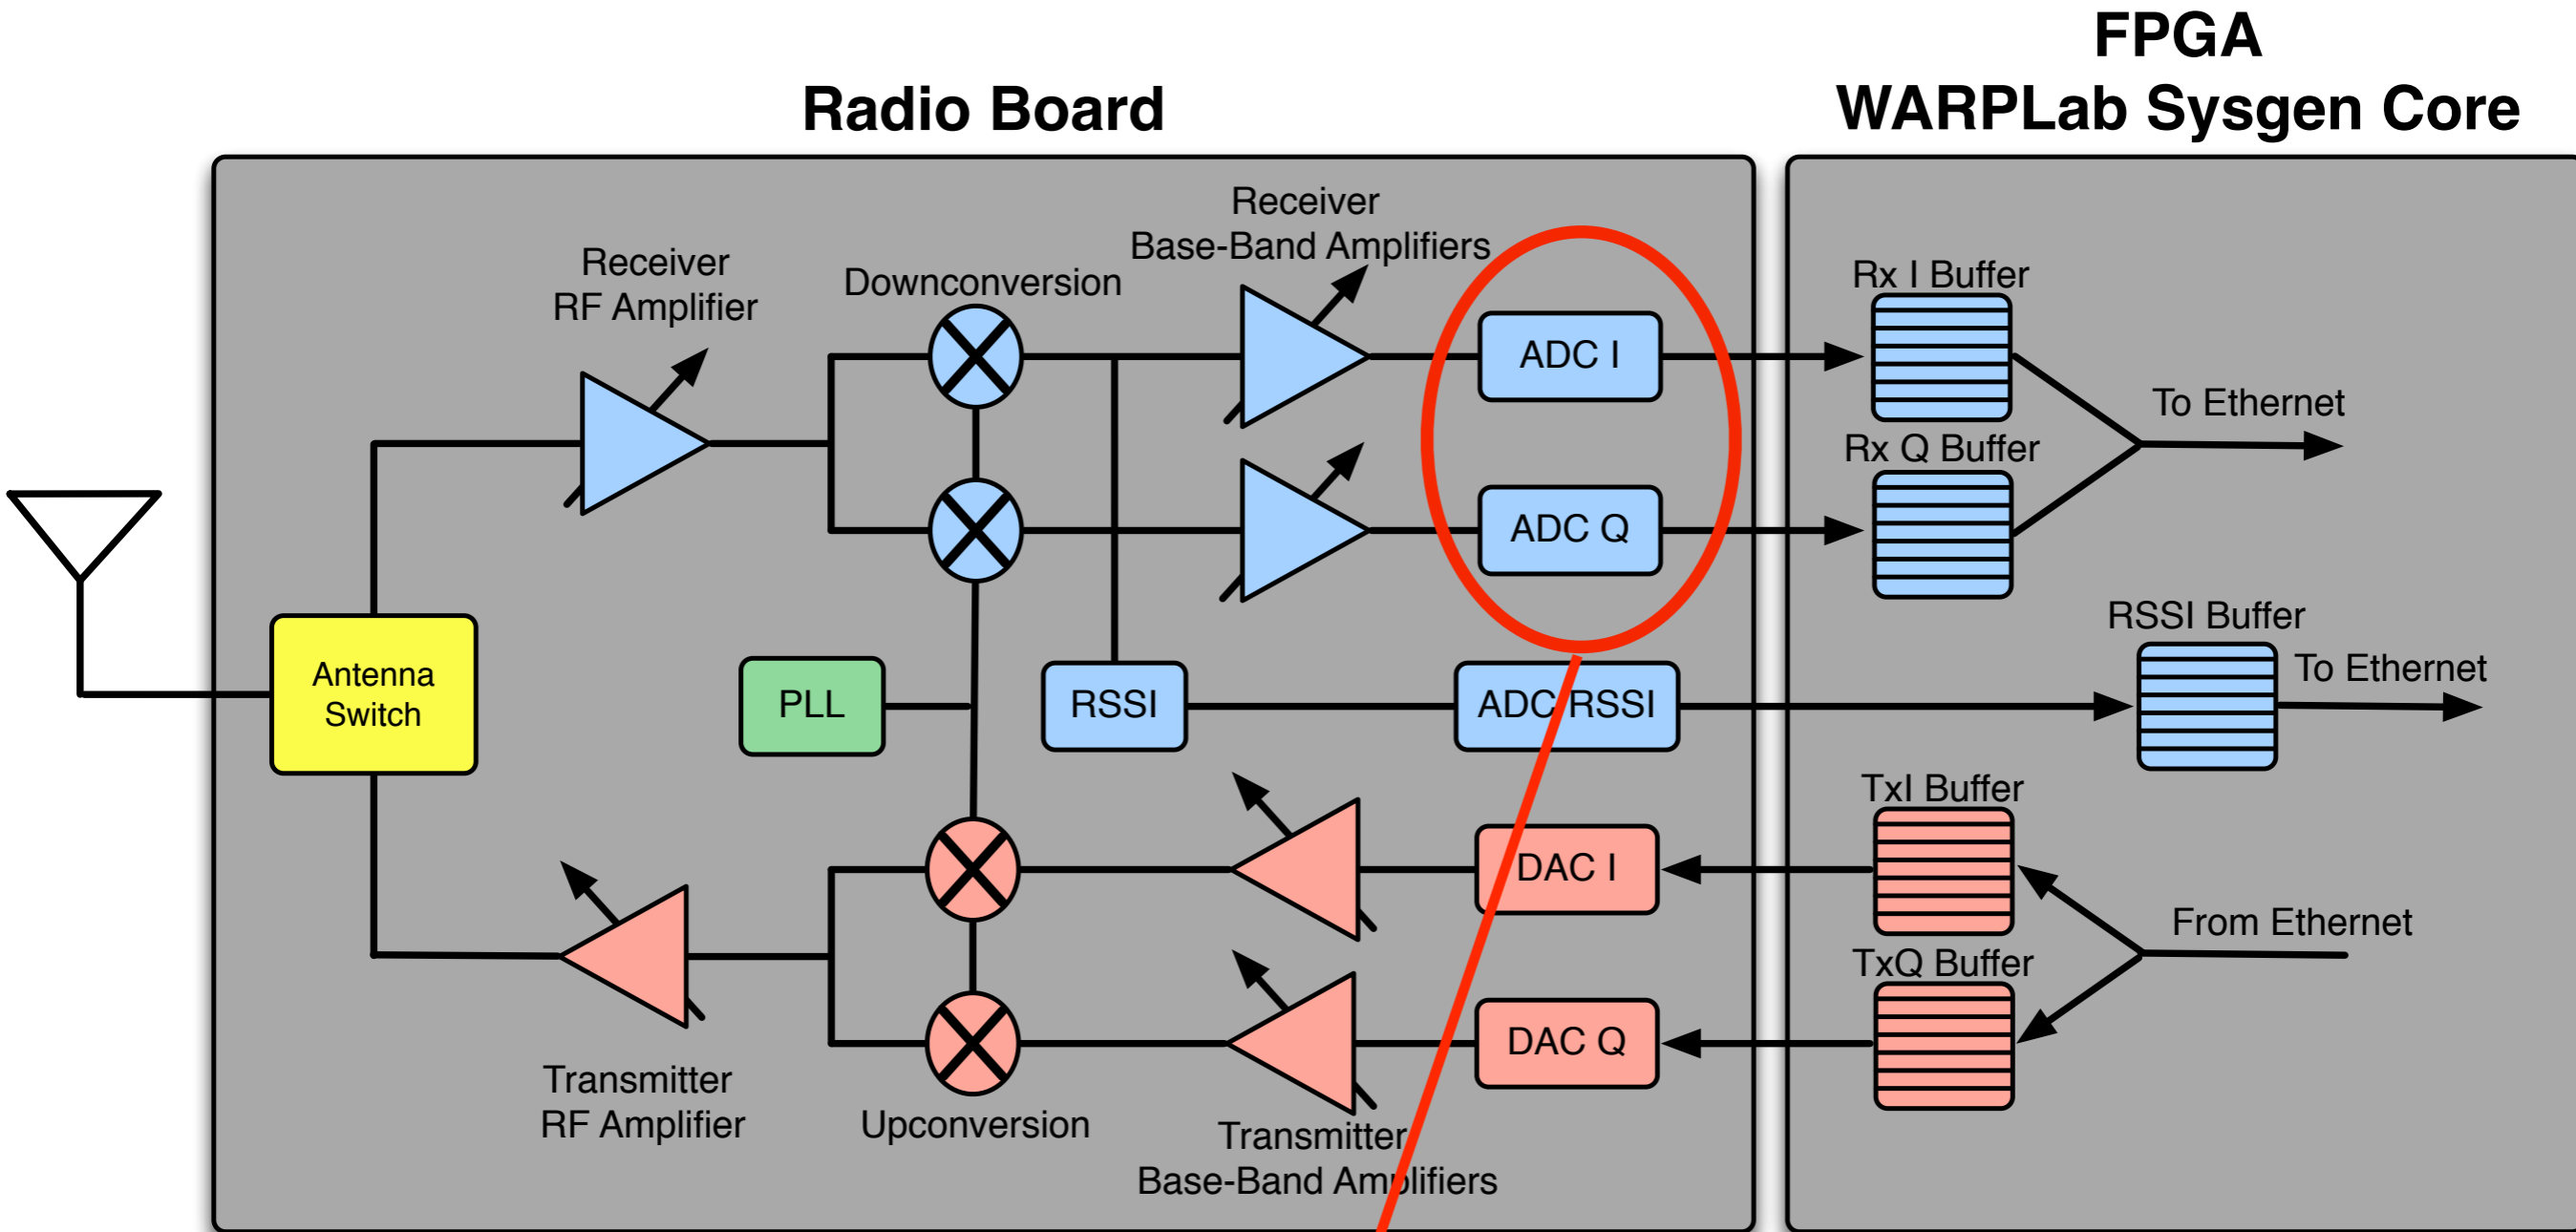 FPGA
WARPLab Sysgen Core
Radio Board
Receiver
Base-Band Amplifiers
Receiver
RF Amplifier
Downconversion
Rx I Buffer
ADC I
To Ethernet
Rx Q Buffer
ADC Q
RSSI Buffer
Antenna
Switch
PLL
RSSI
ADC RSSI
To Ethernet
TxI Buffer
DAC I
From Ethernet
TxQ Buffer
DAC Q
Transmitter
RF Amplifier
Upconversion
Transmitter
Base-Band Amplifiers